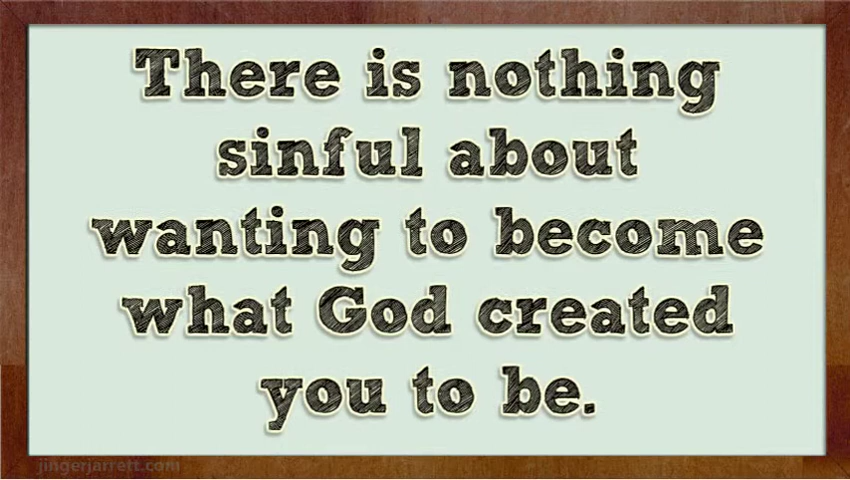 There is nothing
sinful about
wanting to become
what God created
you to be.
jingerjarrett.com